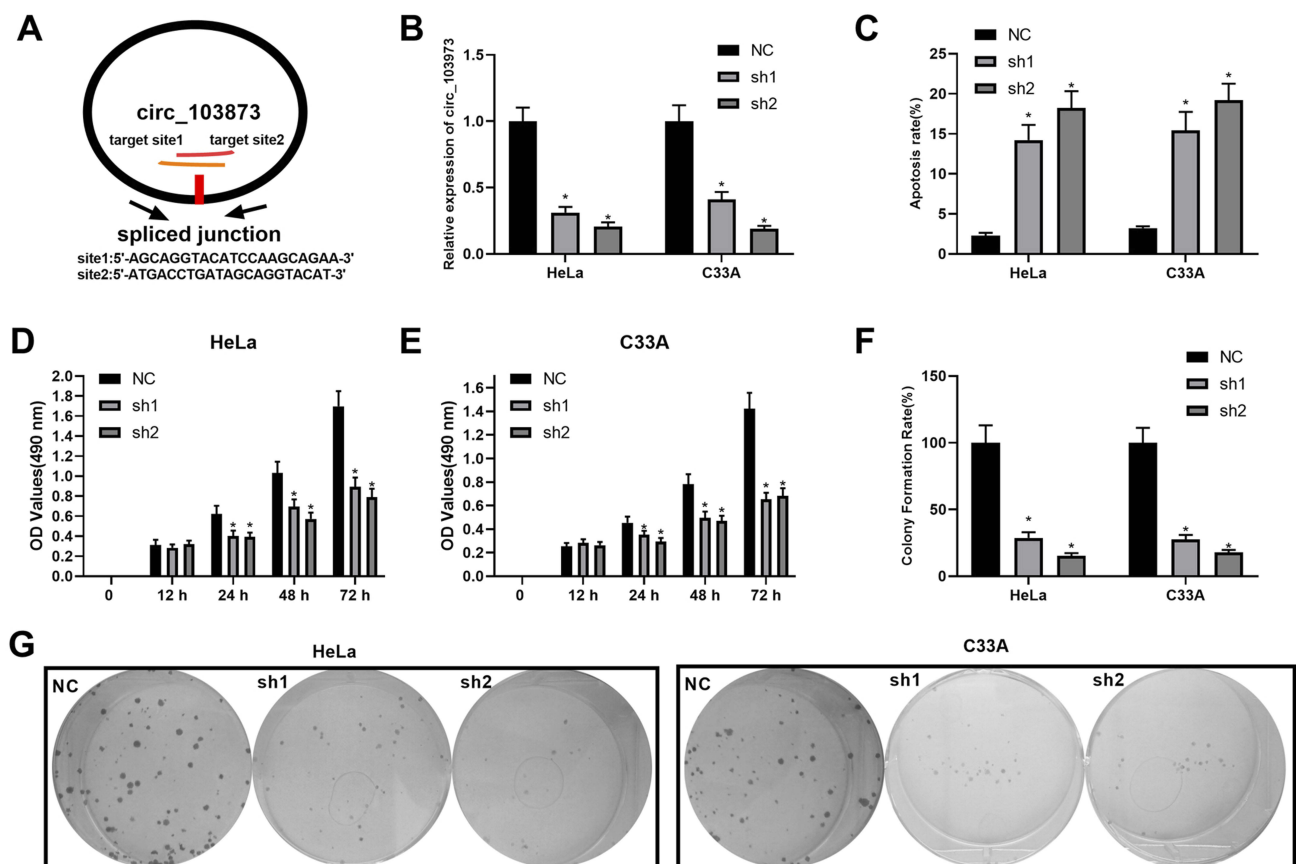 A
circ_103873
target site1 target site2
spliced junction
site1:5'-AGCAGGTACATCCAAGCAGAA-3'
site2:5'-ATGACCTGATAGCAGGTACAT-3'
B
Relative expression of circ_103973
1.5
1.0
0.5
0.0
NC
sh1
sh2
HeLa C33A
C
Apotosis rate(%)
25
20
15
10
5
0
NC
sh1
sh2
* * * *
HeLa C33A
* * * *
D
HeLa
OD Values(490 nm)
2.0
1.8
1.6
1.4
1.2
1.0
0.8
0.6
0.4
0.2
0.0
NC
sh1
sh2
* * * * * *
0 12 h 24 h 48 h 72 h
E
C33A
OD Values(490 nm)
1.6
1.4
1.2
1.0
0.8
0.6
0.4
0.2
0.0
NC
sh1
sh2
* * * * * *
0 12 h 24 h 48 h 72 h
F
Colony Formation Rate(%)
150
100
50
0
NC
sh1
sh2
* * * *
HeLa C33A
G
HeLa
NC sh1 sh2
C33A
NC sh1 sh2